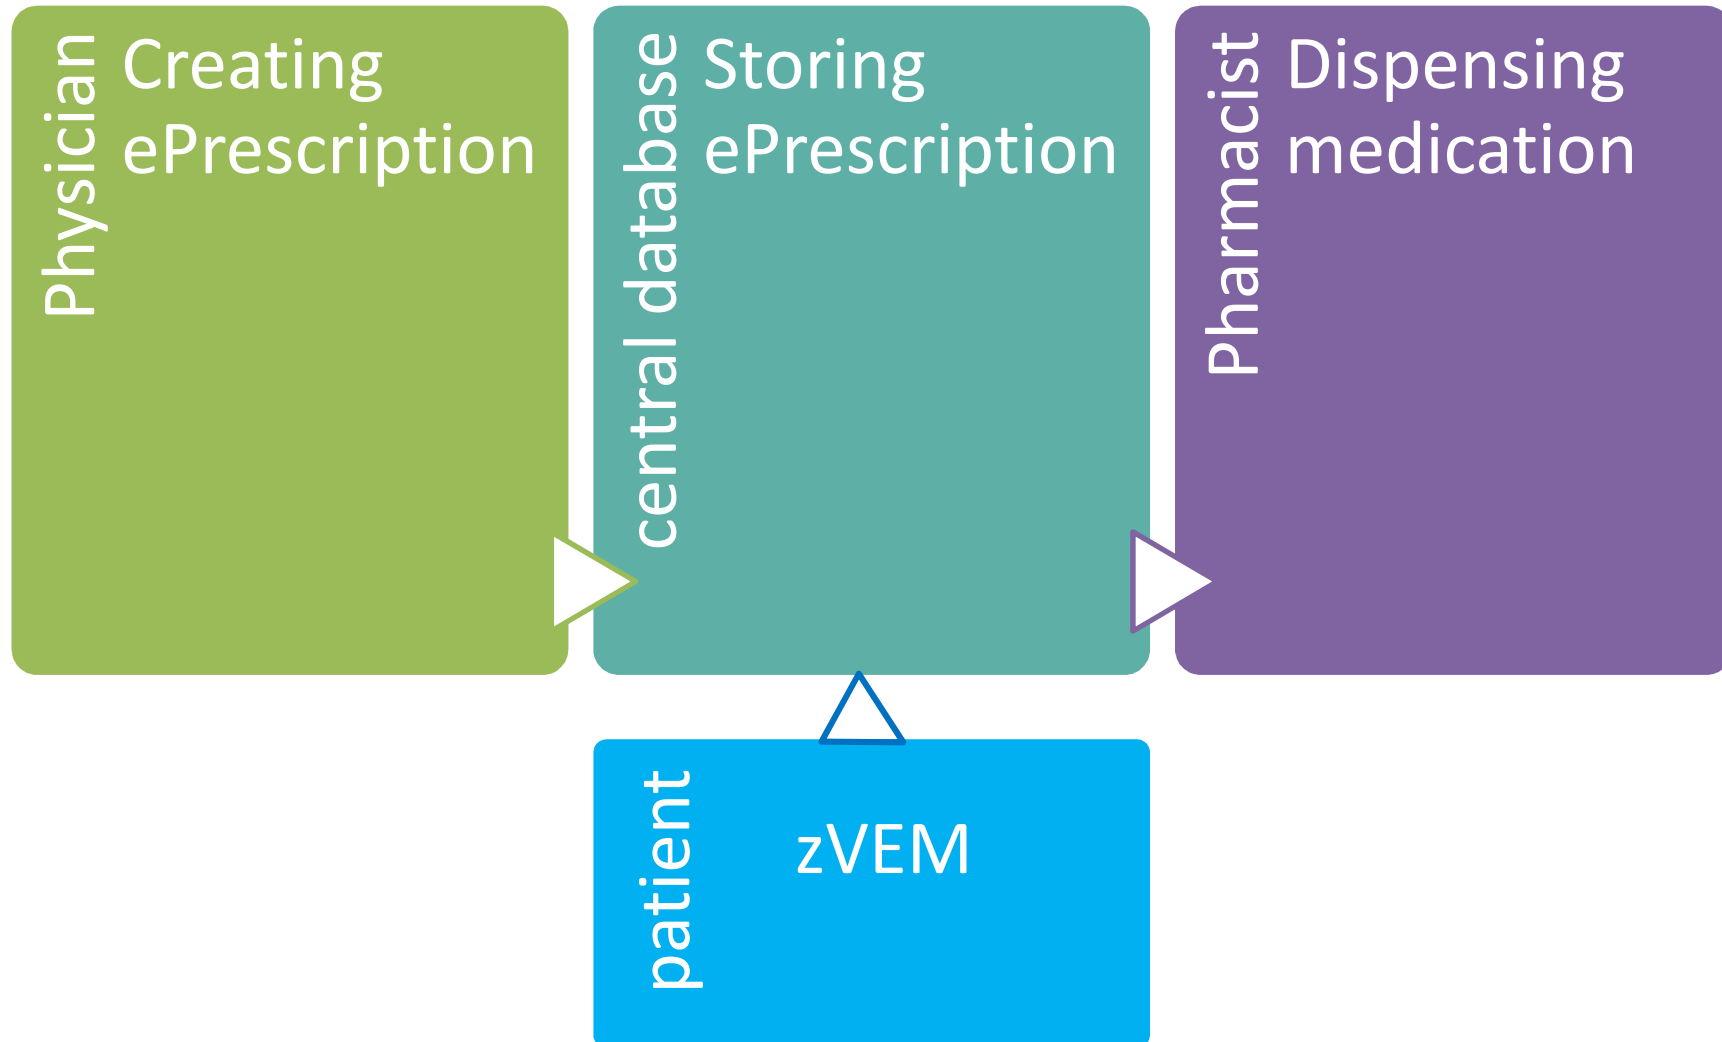 Physician
Creating
ePrescription
central database
Storing
ePrescription
Pharmacist
Dispensing
medication
patient
zVEM